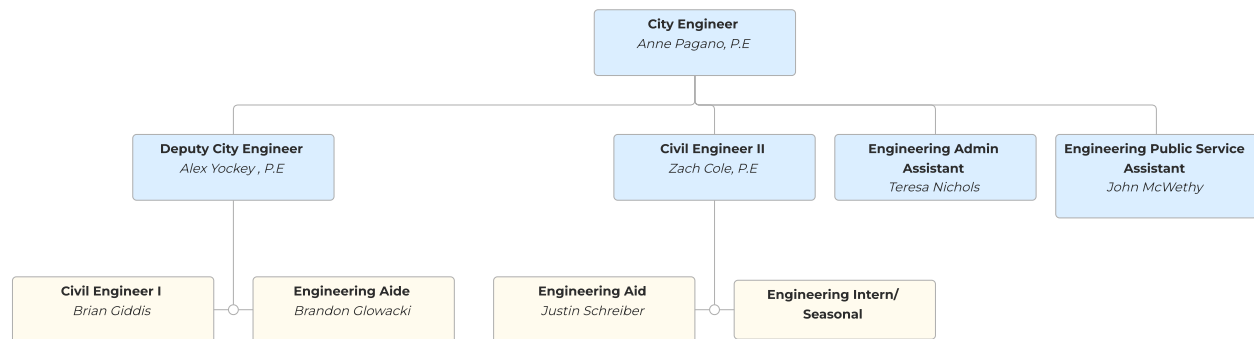 City Engineer
Anne Pagano, P.E
Deputy City Engineer
Alex Yockey , P.E
Civil Engineer II
Zach Cole, P.E
Engineering Admin
Assistant
Teresa Nichols
Engineering Public Service
Assistant
John McWethy
Civil Engineer I
Brian Giddis
Engineering Aide
Brandon Glowacki
Engineering Aid
Justin Schreiber
Engineering Intern/
Seasonal